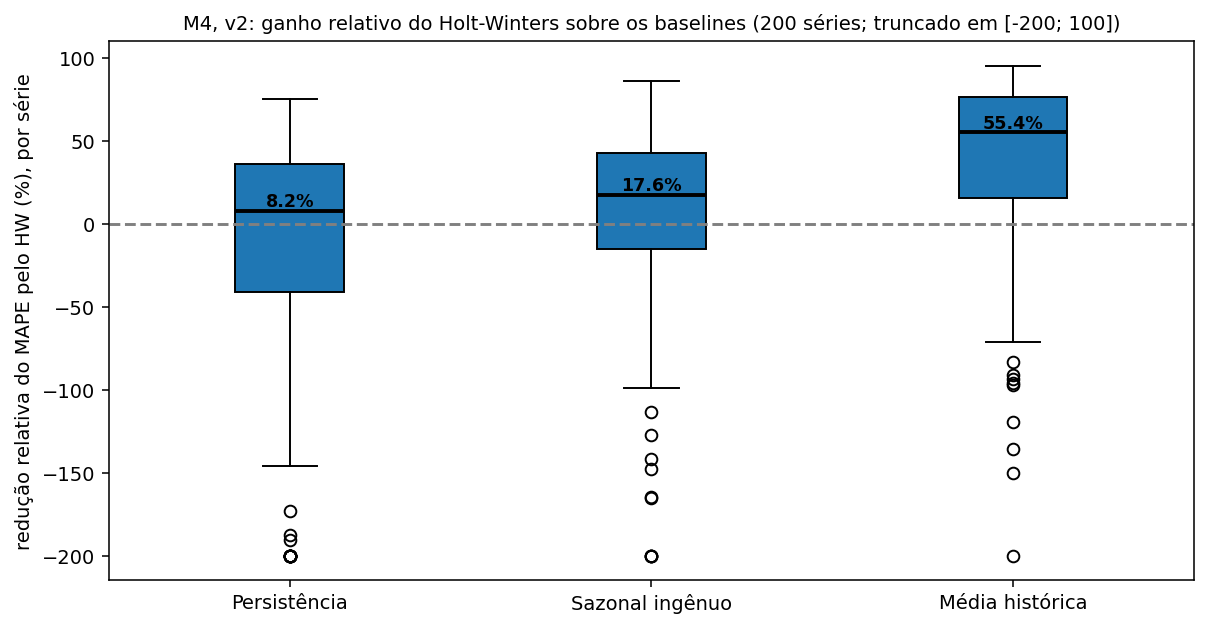 M4, v2: ganho relativo do Holt-Winters sobre os baselines (200 séries; truncado em [-200; 100])
redução relativa do MAPE pelo HW (%), por série
100
50
0
−50
−100
−150
−200
8.2%
17.6%
55.4%
Persistência
Sazonal ingênuo
Média histórica